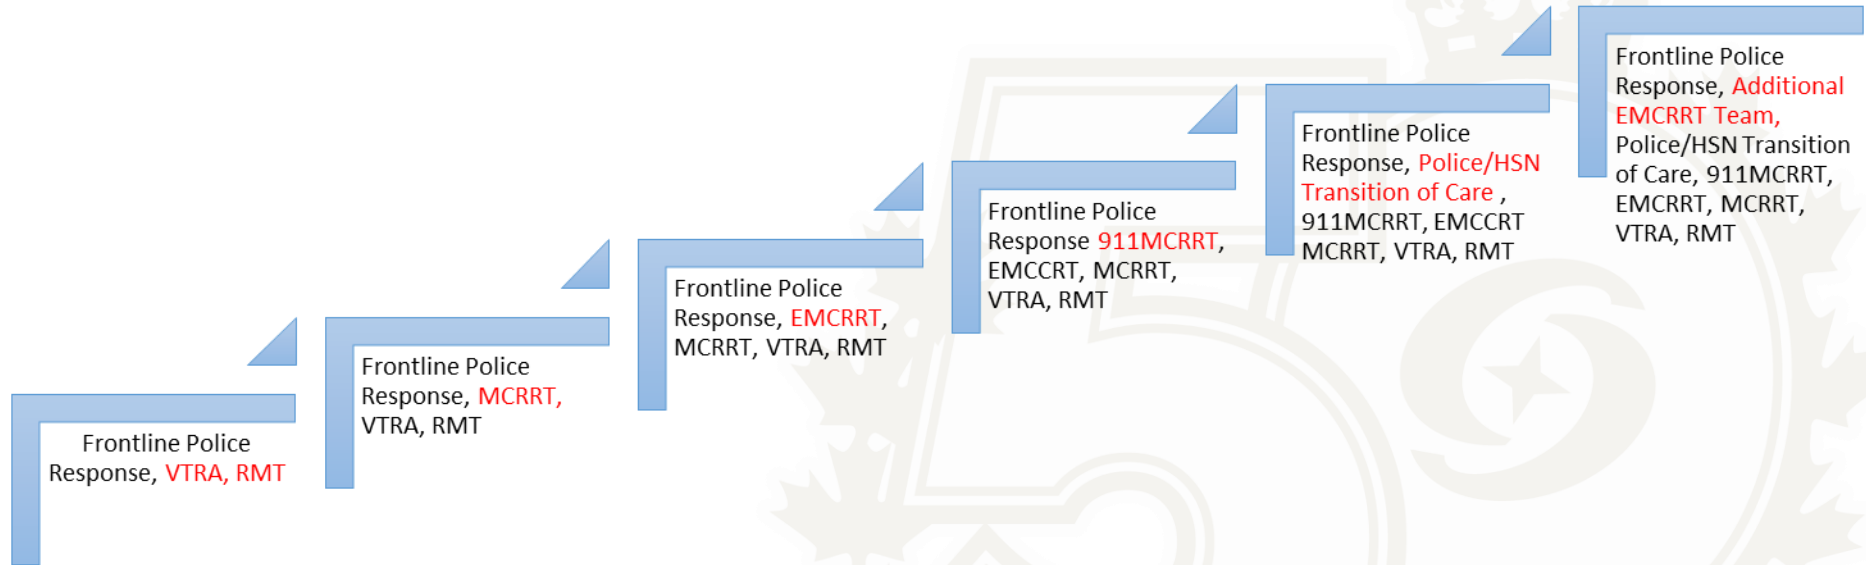 Frontline Police
Response, VTRA, RMT
Frontline Police
Response, MCRRT,
VTRA, RMT
Frontline Police
Response, EMCRRT,
MCRRT, VTRA, RMT
Frontline Police
Response 911MCRRT,
EMCCRT, MCRRT,
VTRA, RMT
Frontline Police
Response, Police/HSN
Transition of Care ,
911MCRRT, EMCCRT
MCRRT, VTRA, RMT
Frontline Police
Response, Additional
EMCRRT Team,
Police/HSN Transition
of Care, 911MCRRT,
EMCRRT, MCRRT,
VTRA, RMT